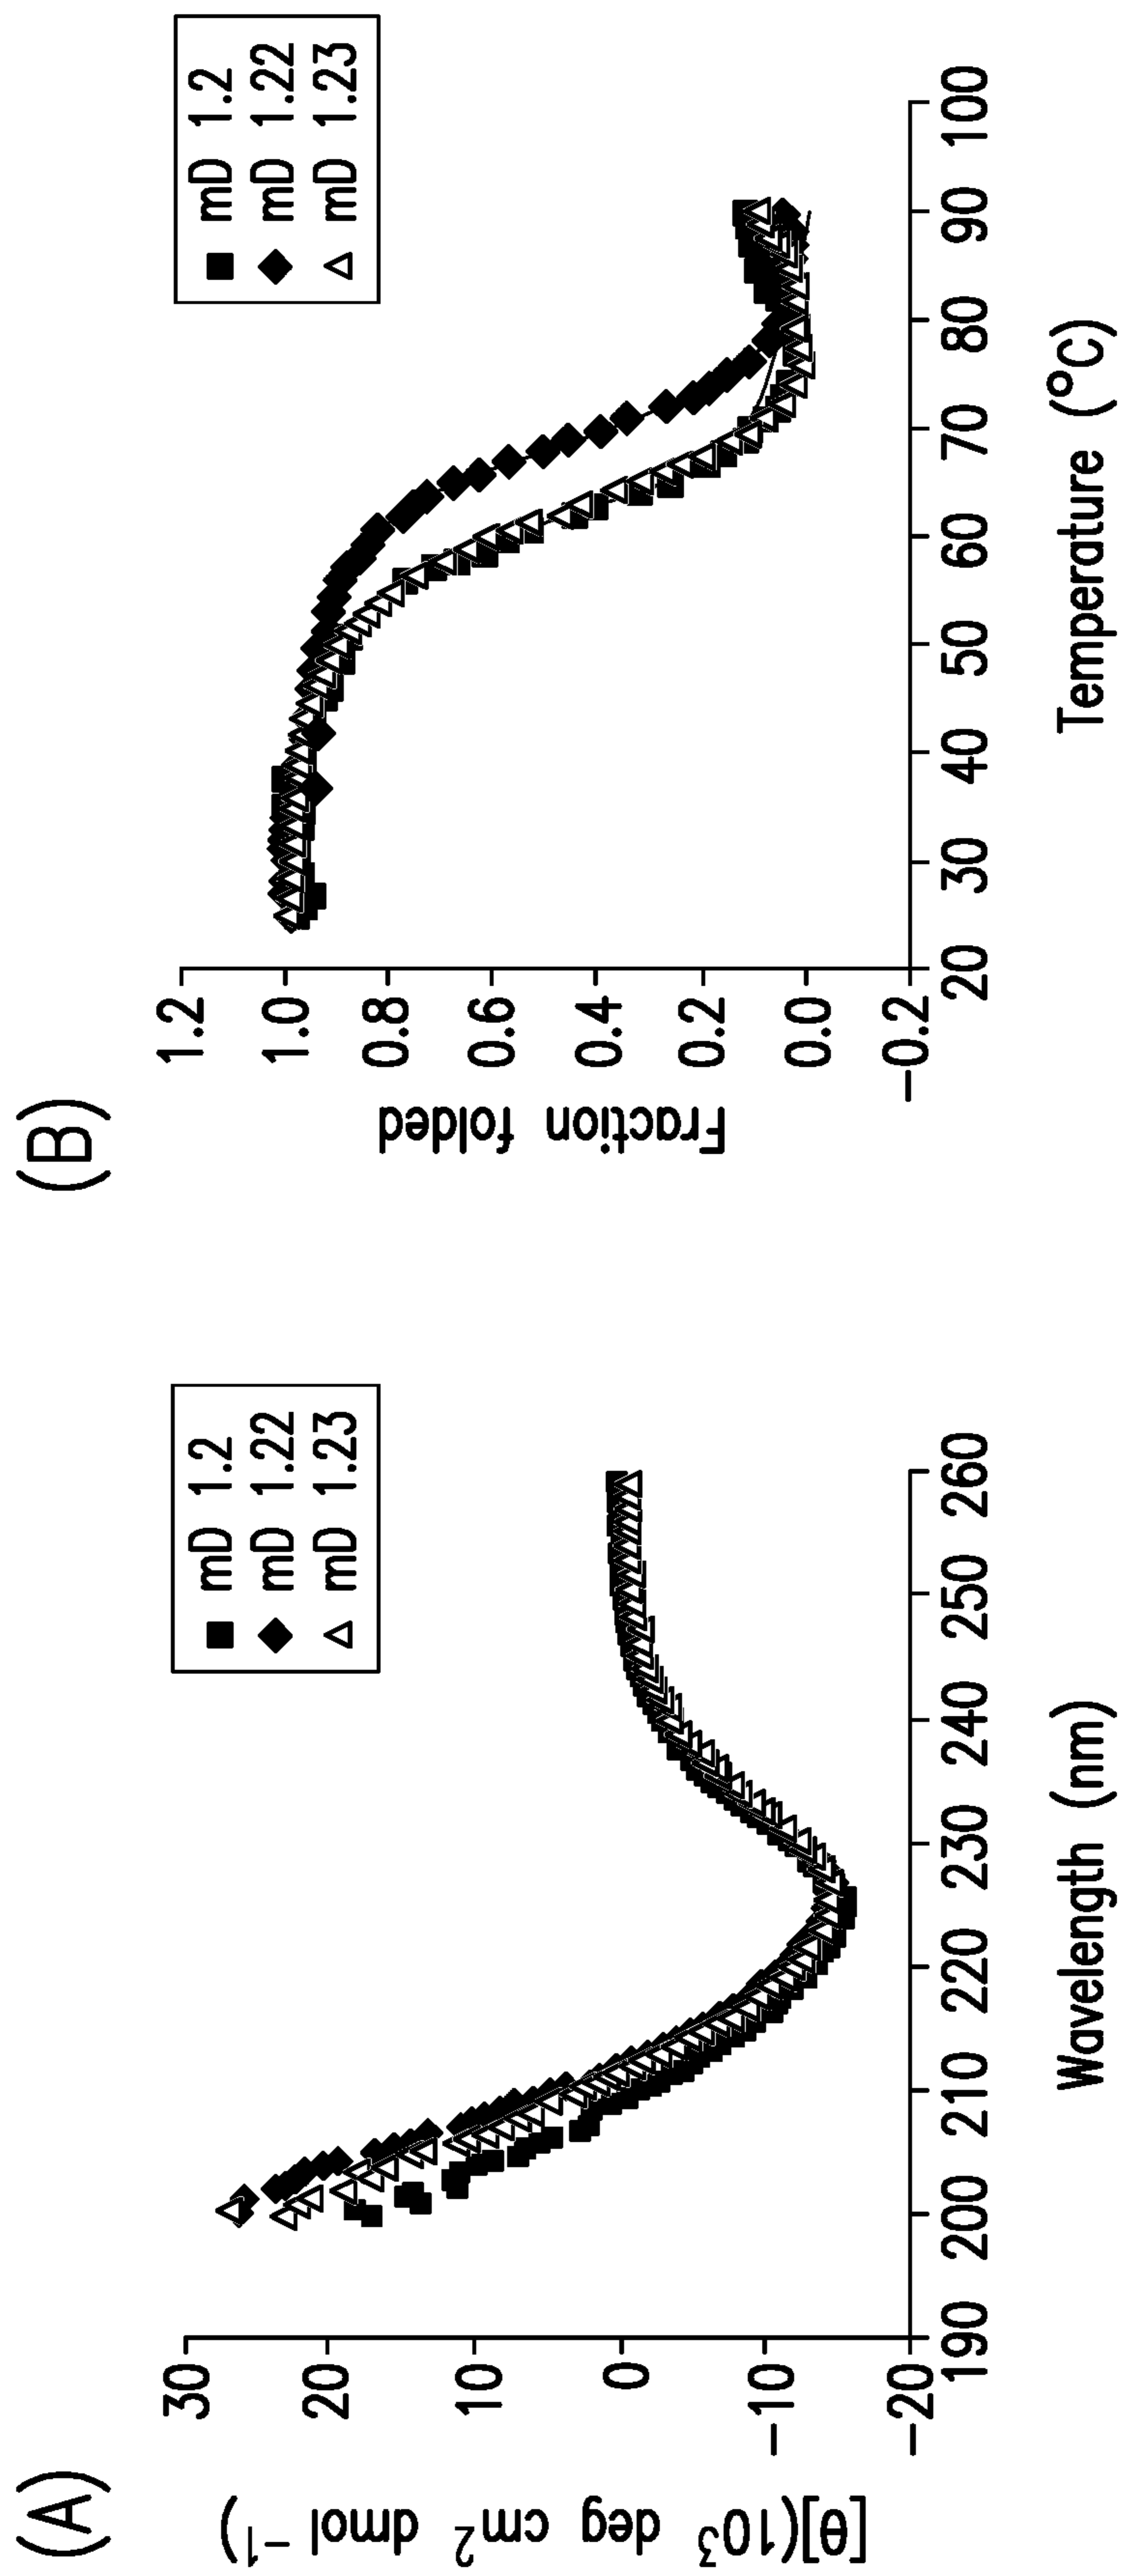 (A)
[θ](10³ deg cm² dmol⁻¹)
30
20
10
0
−10
−20
190 200 210 220 230 240 250 260
Wavelength (nm)
mD 1.2
mD 1.22
mD 1.23
(B)
Fraction folded
1.2
1.0
0.8
0.6
0.4
0.2
0.0
−0.2
20 30 40 50 60 70 80 90 100
Temperature (°C)
mD 1.2
mD 1.22
mD 1.23